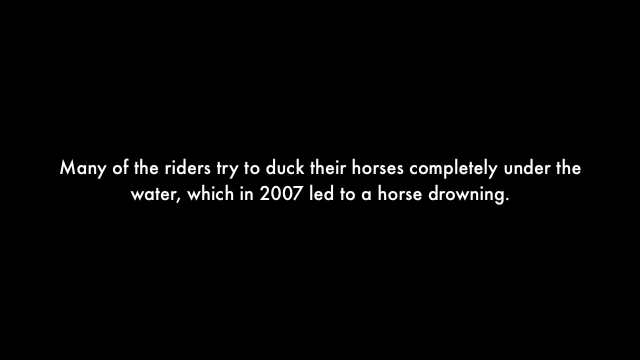 Many of the riders try to duck their horses completely under the
water, which in 2007 led to a horse drowning.